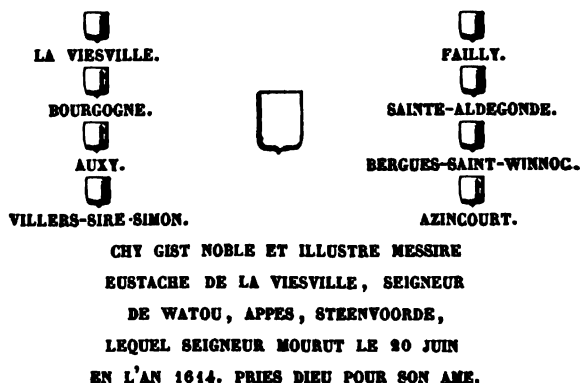 LA VIESVILLE.
BOURGOGNE.
AUXY.
VILLERS-SIRE-SIMON.
FAILLY.
SAINTE-ALDEGONDE.
BERGUES-SAINT-WINNOC.
AZINCOURT.
CHY GIST NOBLE ET ILLUSTRE MESSIRE
EUSTACHE DE LA VIESVILLE, SEIGNEUR
DE WATOU, APPES, STEENVOORDE,
LEQUEL SEIGNEUR MOURUT LE 20 JUIN
EN L'AN 1614. PRIES DIEU POUR SON AME.